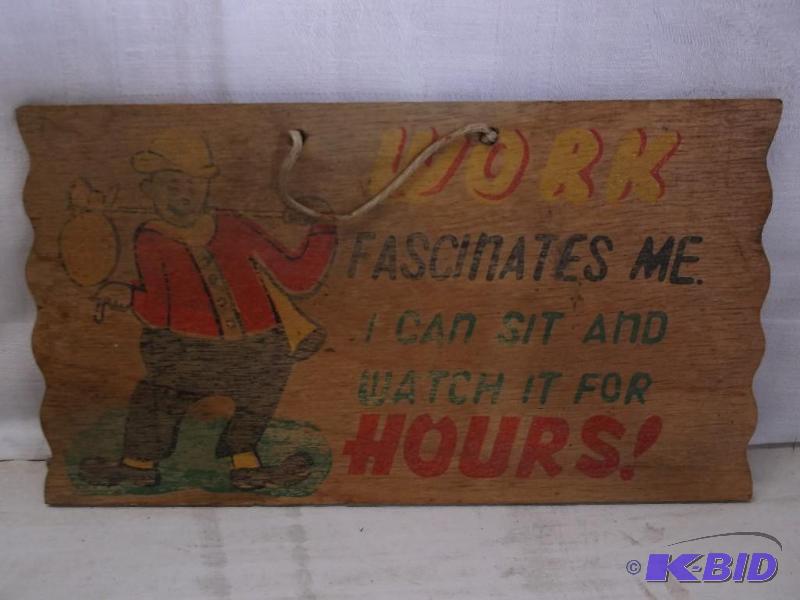 WORK
FASCINATES ME.
I CAN SIT AND
WATCH IT FOR
HOURS!
© K-BID